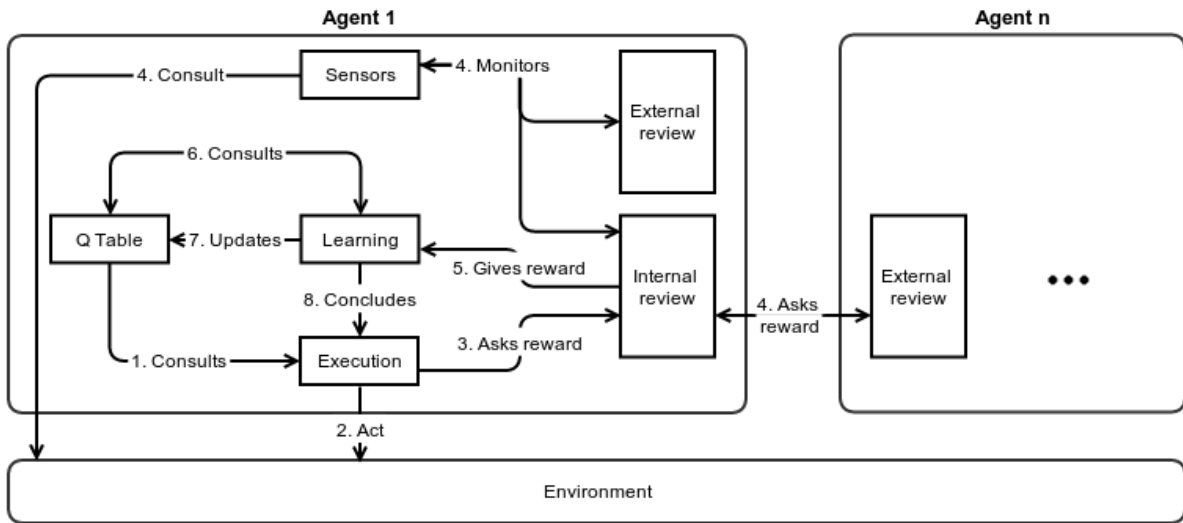 Agent 1
Agent n
4. Consult
Sensors
4. Monitors
External
review
6. Consults
Q Table
7. Updates
Learning
5. Gives reward
Internal
review
External
review
8. Concludes
4. Asks
reward
1. Consults
Execution
3. Asks reward
2. Act
Environment